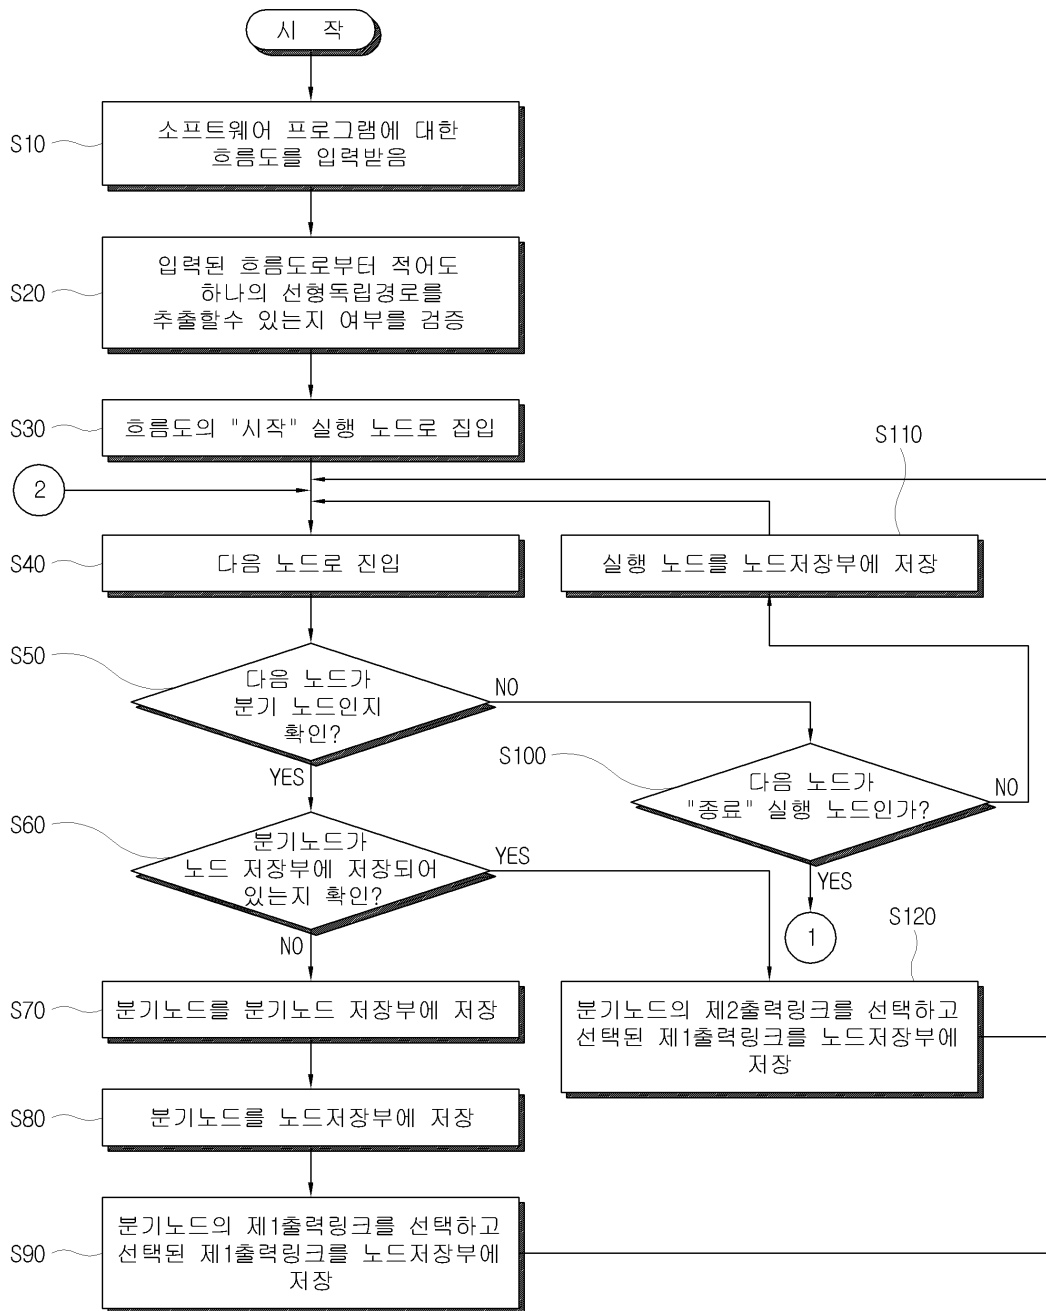 시 작
S10
소프트웨어 프로그램에 대한
흐름도를 입력받음
S20
입력된 흐름도로부터 적어도
하나의 선형독립경로를
추출할수 있는지 여부를 검증
S30
흐름도의 "시작" 실행 노드로 집입
S110
2
S40
다음 노드로 진입
실행 노드를 노드저장부에 저장
S50
다음 노드가
분기 노드인지
확인?
NO
YES
S100
다음 노드가
"종료" 실행 노드인가?
NO
YES
1
S60
분기노드가
노드 저장부에 저장되어
있는지 확인?
YES
NO
S120
S70
분기노드를 분기노드 저장부에 저장
분기노드의 제2출력링크를 선택하고
선택된 제1출력링크를 노드저장부에
저장
S80
분기노드를 노드저장부에 저장
S90
분기노드의 제1출력링크를 선택하고
선택된 제1출력링크를 노드저장부에
저장